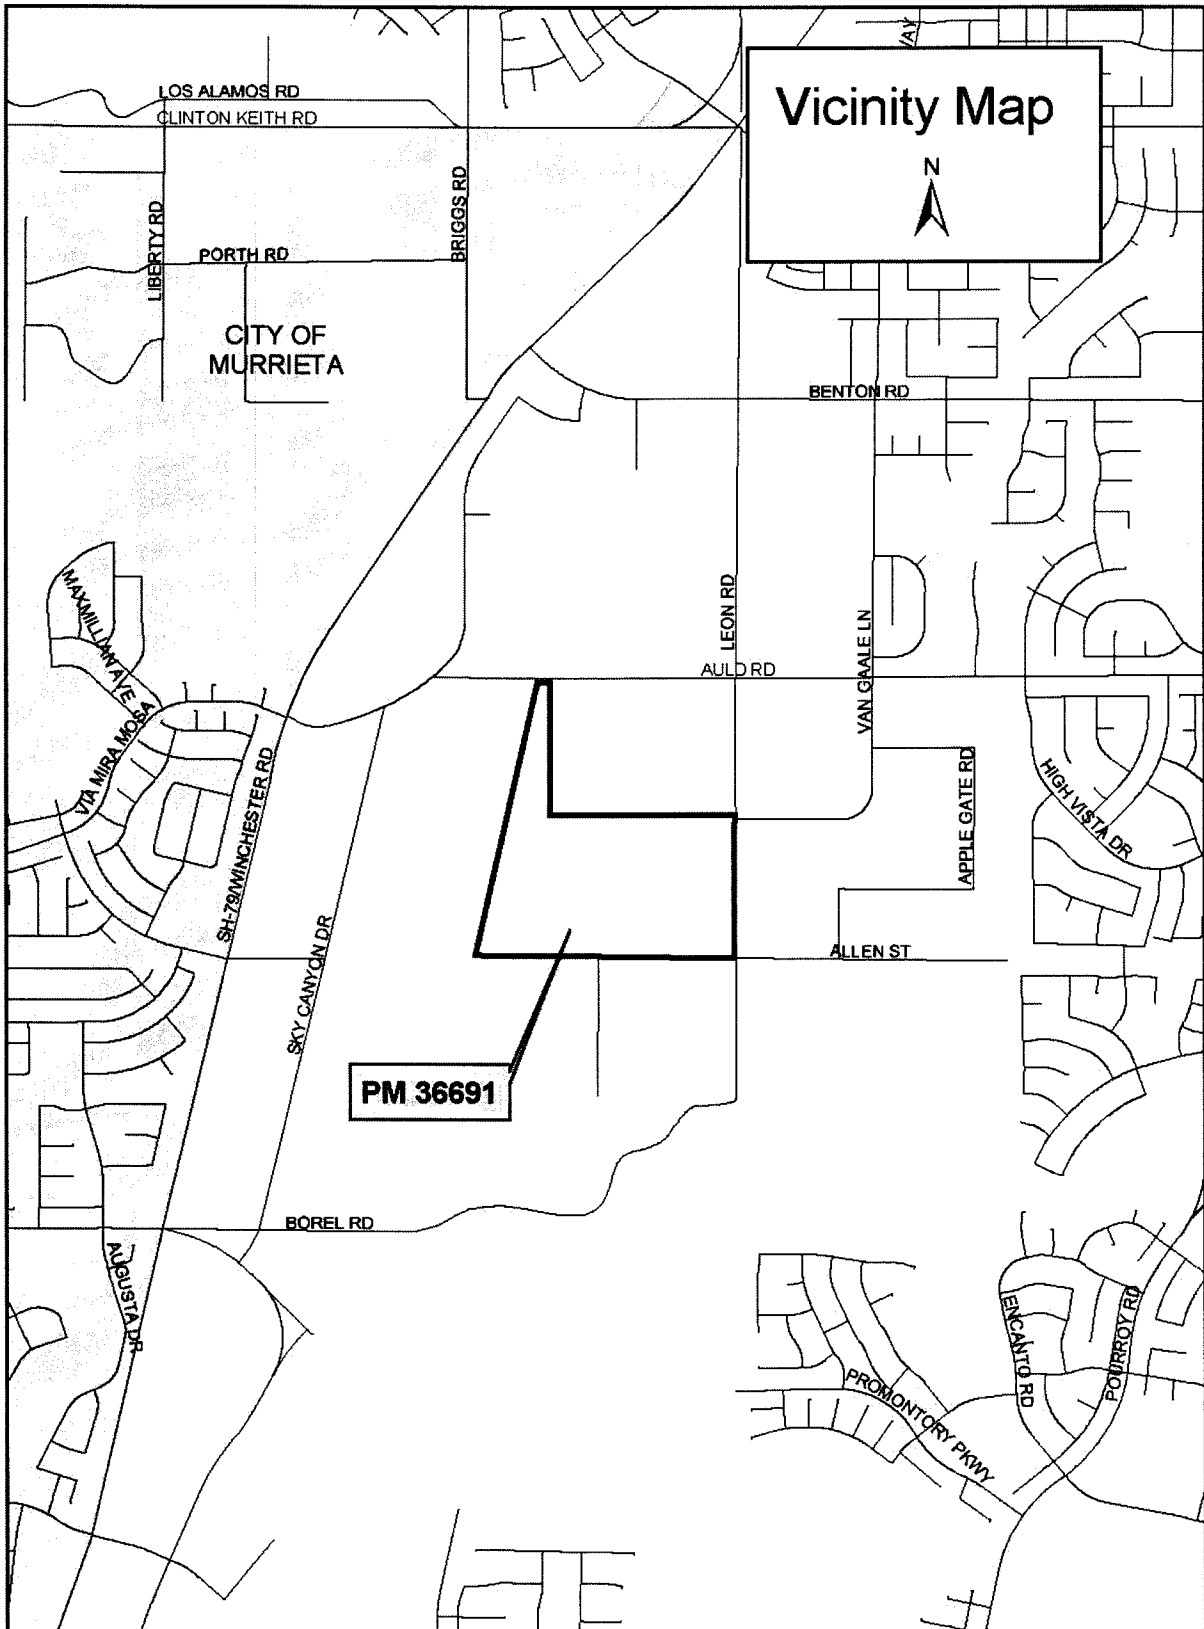 WAY
LOS ALAMOS RD
CLINTON KEITH RD
Vicinity Map
N
LIBERTY RD
BRIGGS RD
PORTH RD
CITY OF
MURRIETA
BENTON RD
MAXMILLIAN AVE
LEON RD
VAN GAALE LN
AULD RD
VIA MIRA MOSA
SH-79/WINCHESTER RD
APPLE GATE RD
HIGH VISTA DR
SKY CANYON DR
ALLEN ST
PM 36691
BOREL RD
AUGUSTA DR
ENCANTO RD
POURROY RD
PROMONTORY PKWY